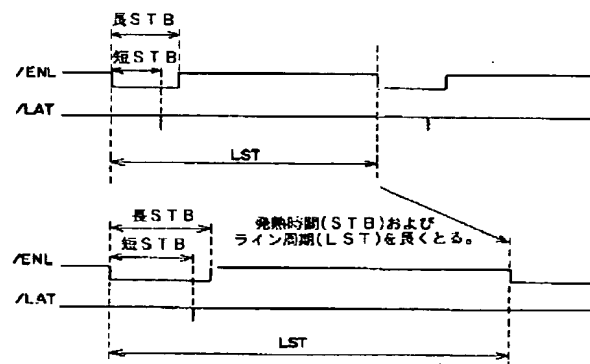 長STB
短STB
/ENL
/LAT
LST
長STB
発熱時間(STB)および
ライン周期(LST)を長くとる。
短STB
/ENL
/LAT
LST